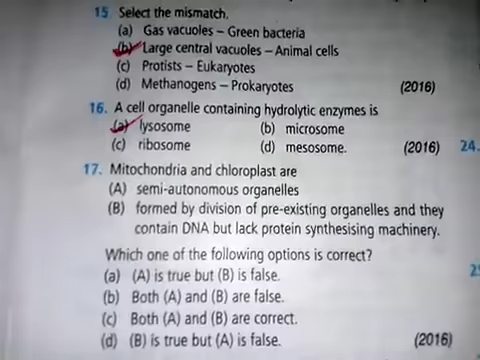 15 Select the mismatch.
(a) Gas vacuoles – Green bacteria
(b) Large central vacuoles – Animal cells
(c) Protists – Eukaryotes
(d) Methanogens – Prokaryotes (2016)
16. A cell organelle containing hydrolytic enzymes is
(a) lysosome (b) microsome
(c) ribosome (d) mesosome. (2016) 24.
17. Mitochondria and chloroplast are
(A) semi-autonomous organelles
(B) formed by division of pre-existing organelles and they
contain DNA but lack protein synthesising machinery.
Which one of the following options is correct?
(a) (A) is true but (B) is false.
(b) Both (A) and (B) are false.
(c) Both (A) and (B) are correct.
(d) (B) is true but (A) is false. (2016)